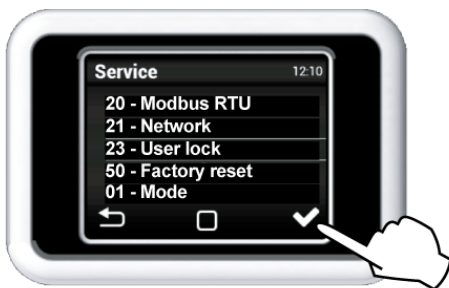 Service 12:10
20 - Modbus RTU
21 - Network
23 - User lock
50 - Factory reset
01 - Mode